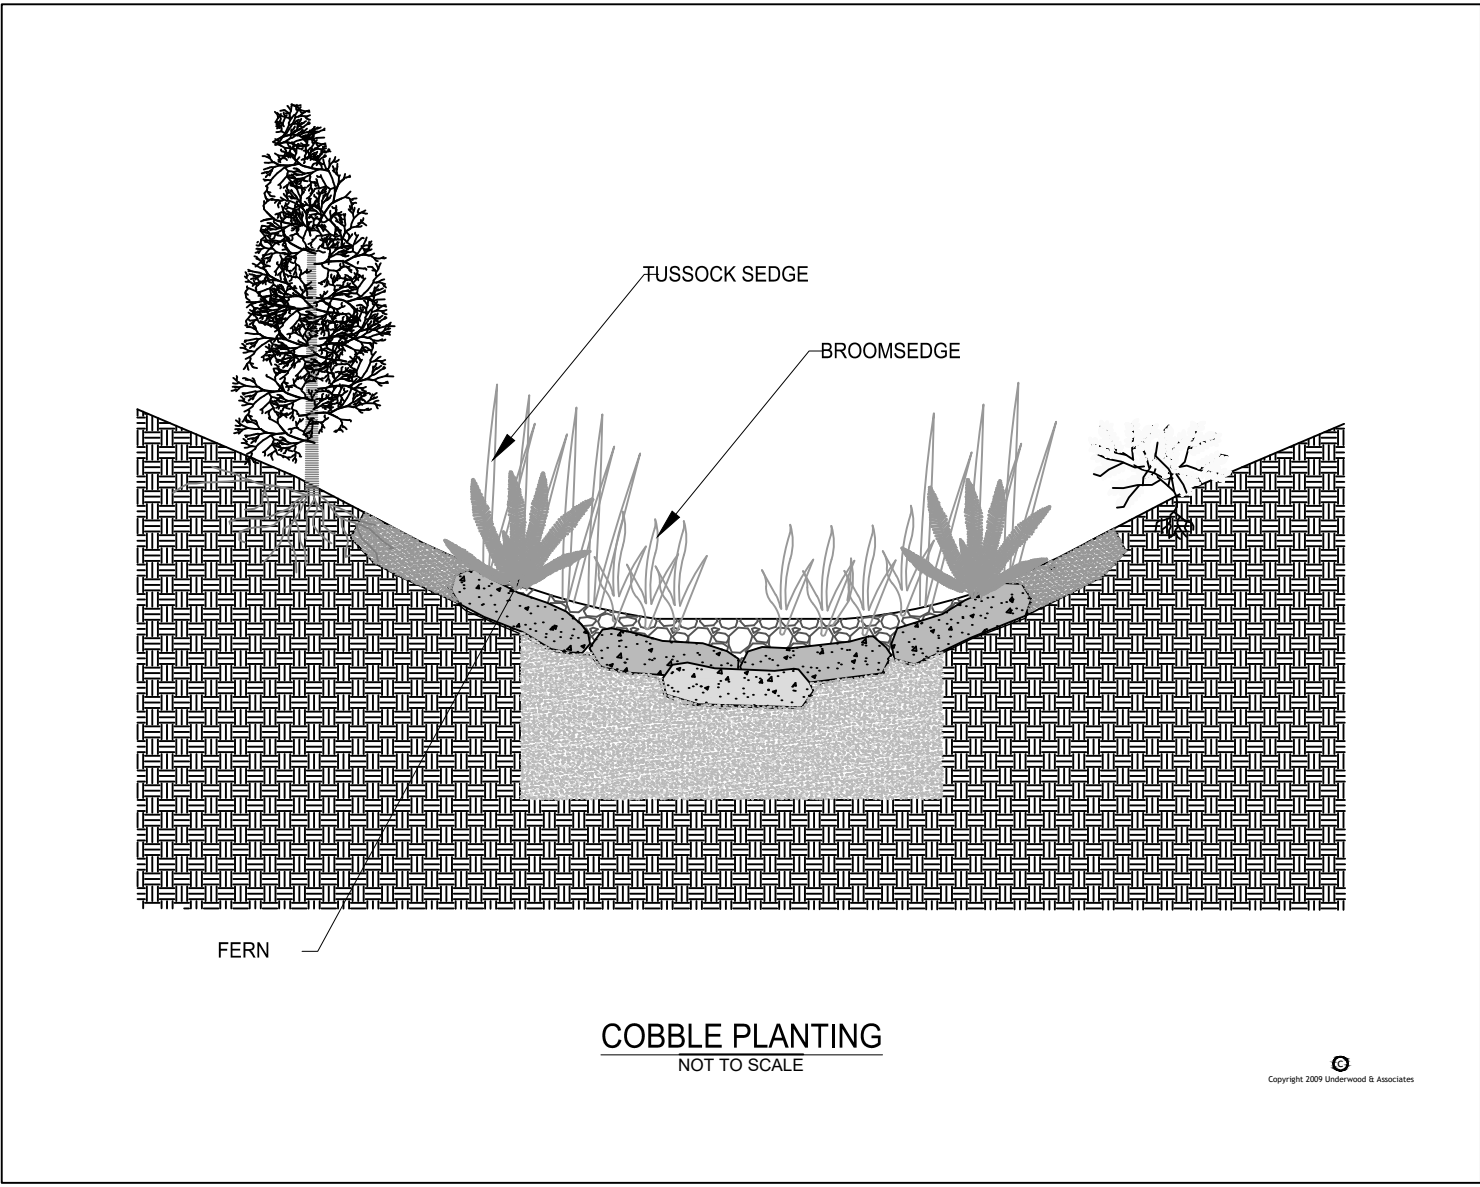 TUSSOCK SEDGE
BROOMSEDGE
FERN
COBBLE PLANTING
NOT TO SCALE
©
Copyright 2009 Underwood & Associates